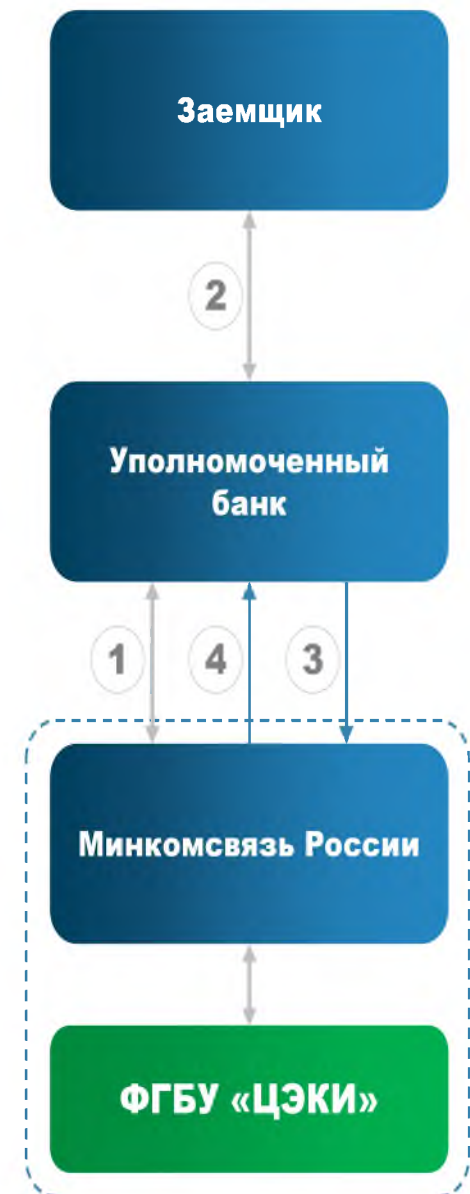 Заемщик
2
Уполномоченный
банк
1
4
3
Минкомсвязь России
ФГБУ «ЦЭКИ»